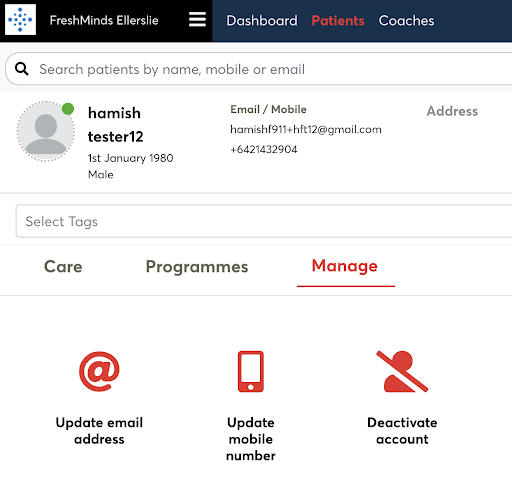 FreshMinds Ellerslie
Dashboard Patients Coaches
Search patients by name, mobile or email
hamish
tester12
1st January 1980
Male
Email / Mobile
hamishf911+hft12@gmail.com
+6421432904
Address
Select Tags
Care Programmes Manage
Update email
address
Update
mobile
number
Deactivate
account